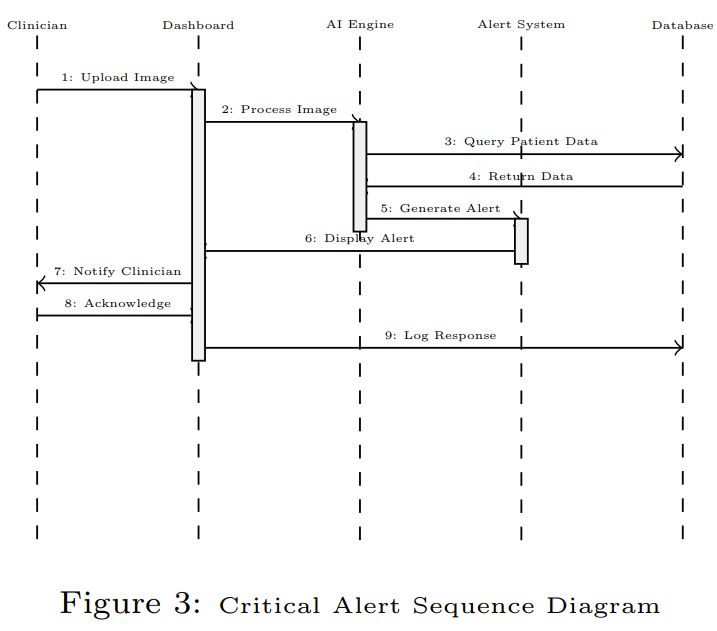 Clinician Dashboard AI Engine Alert System Database
1: Upload Image
2: Process Image
3: Query Patient Data
4: Return Data
5: Generate Alert
6: Display Alert
7: Notify Clinician
8: Acknowledge
9: Log Response
Figure 3: Critical Alert Sequence Diagram